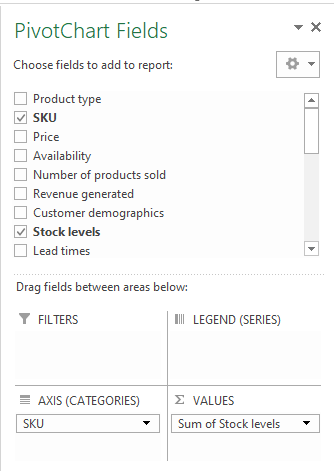 PivotChart Fields
Choose fields to add to report:
Product type
SKU
Price
Availability
Number of products sold
Revenue generated
Customer demographics
Stock levels
Lead times
Drag fields between areas below:
FILTERS
LEGEND (SERIES)
AXIS (CATEGORIES)
VALUES
SKU
Sum of Stock levels